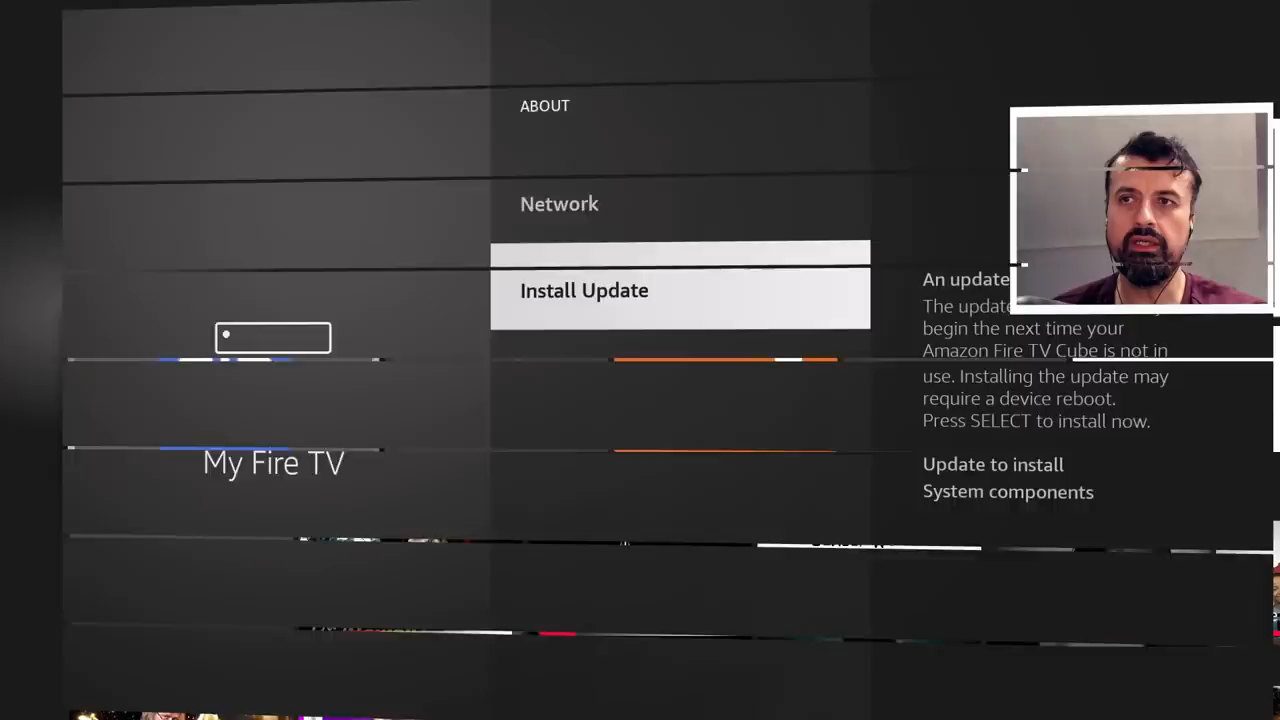 ABOUT
Network
Install Update
My Fire TV
An update
The update
begin the next time your
Amazon Fire TV Cube is not in
use. Installing the update may
require a device reboot.
Press SELECT to install now.
Update to install
System components